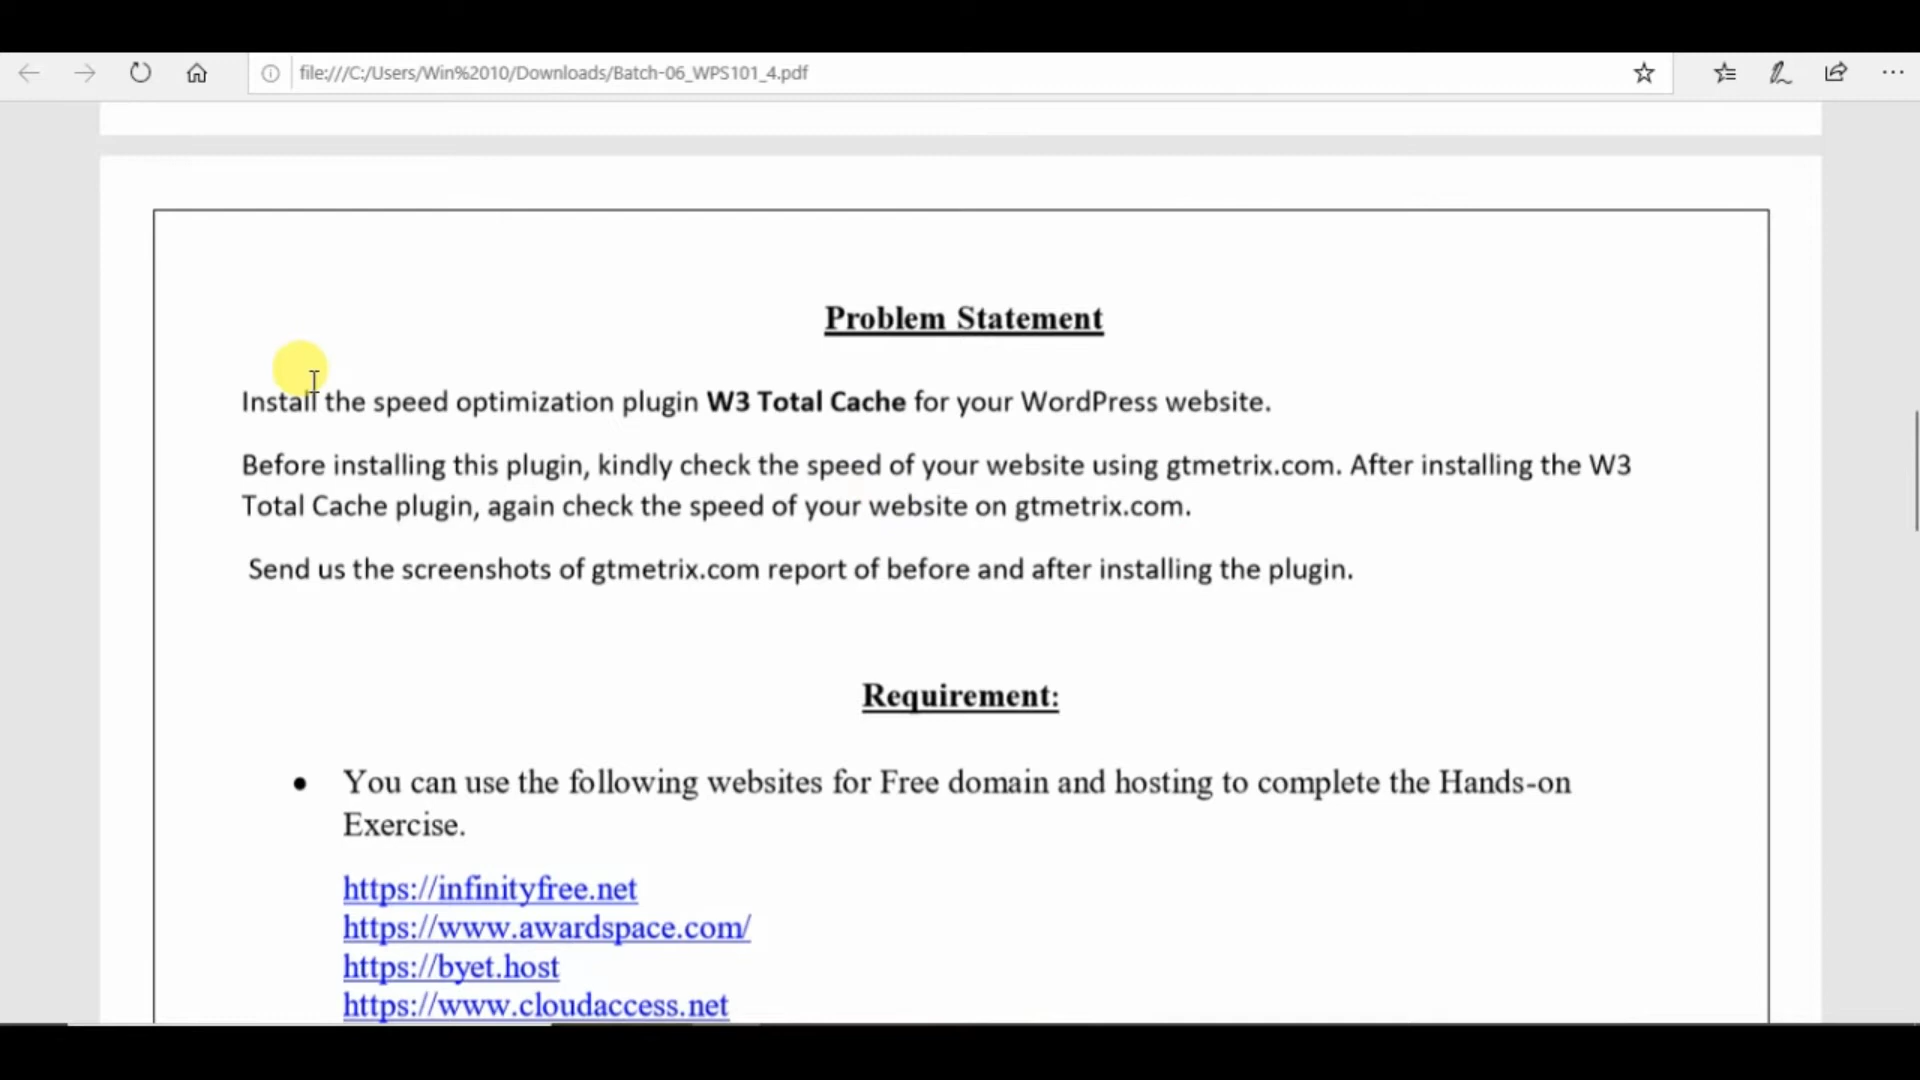 file:///C:/Users/Win%2010/Downloads/Batch-06_WPS101_4.pdf
Problem Statement
Install the speed optimization plugin W3 Total Cache for your WordPress website.
Before installing this plugin, kindly check the speed of your website using gtmetrix.com. After installing the W3
Total Cache plugin, again check the speed of your website on gtmetrix.com.
Send us the screenshots of gtmetrix.com report of before and after installing the plugin.
Requirement:
• You can use the following websites for Free domain and hosting to complete the Hands-on
Exercise.
https://infinityfree.net
https://www.awardspace.com/
https://byet.host
https://www.cloudaccess.net